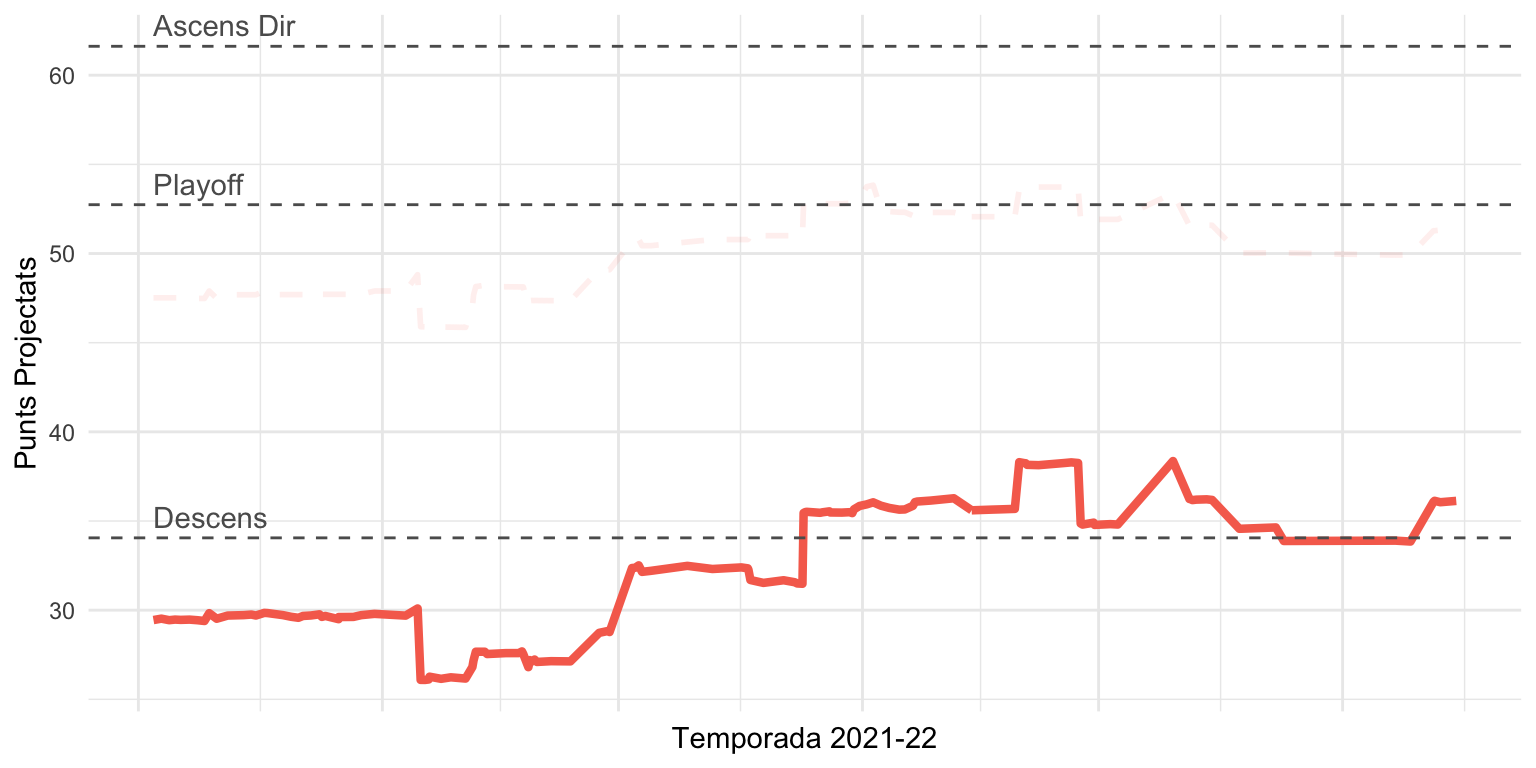 Ascens Dir
60
Playoff
50
40
Descens
30
Punts Projectats
Temporada 2021-22